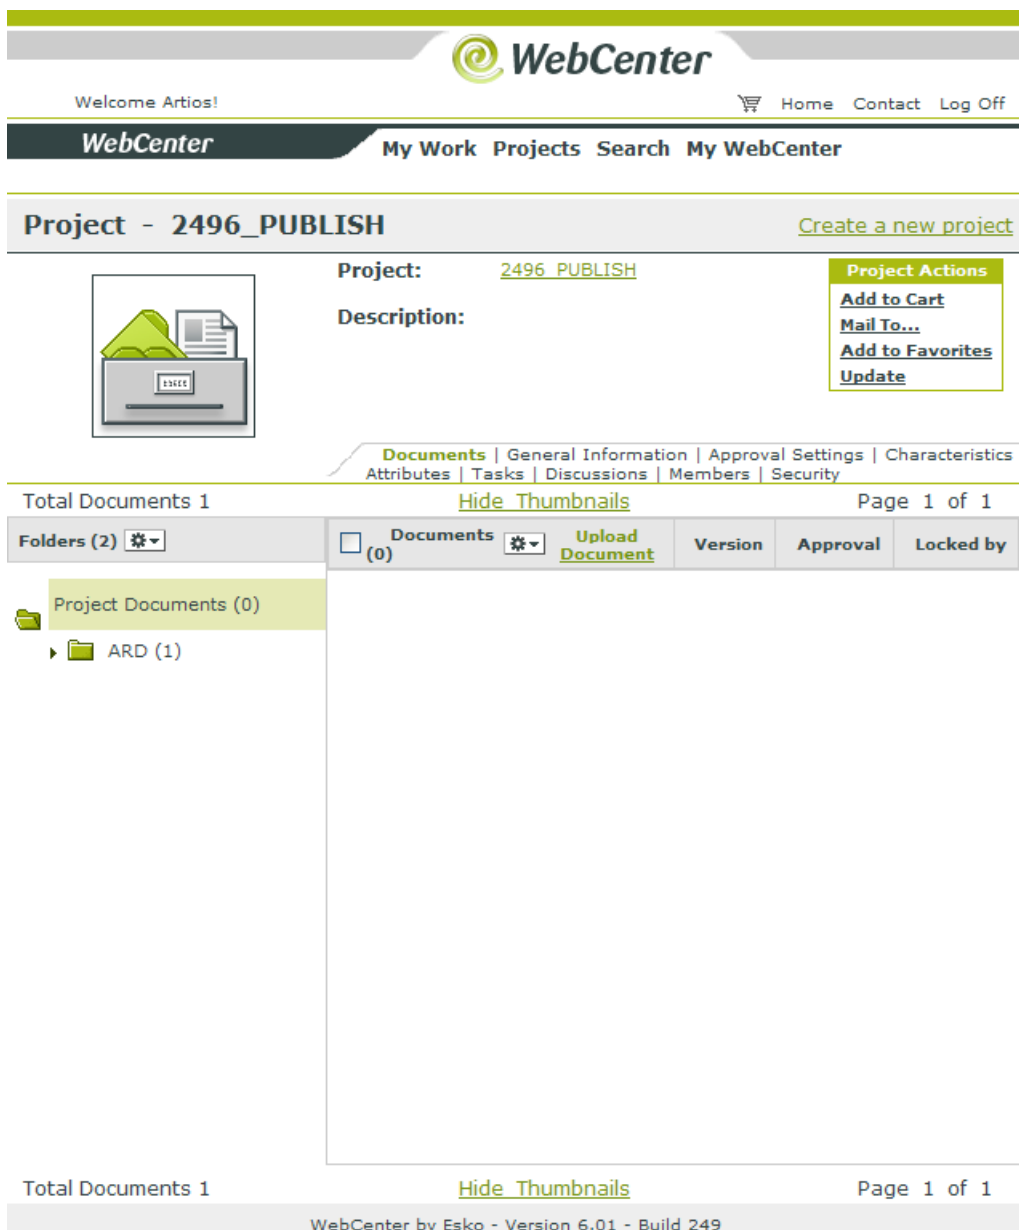 WebCenter
Welcome Artios!
Home Contact Log Off
WebCenter
My Work Projects Search My WebCenter
Project - 2496_PUBLISH
Create a new project
Project: 2496_PUBLISH
Description:
Project Actions
Add to Cart
Mail To...
Add to Favorites
Update
Documents | General Information | Approval Settings | Characteristics
Attributes | Tasks | Discussions | Members | Security
Total Documents 1
Hide Thumbnails
Page 1 of 1
Folders (2)
Documents
(0)
Upload
Document
Version
Approval
Locked by
Project Documents (0)
ARD (1)
Total Documents 1
Hide Thumbnails
Page 1 of 1
WebCenter by Esko - Version 6.01 - Build 249